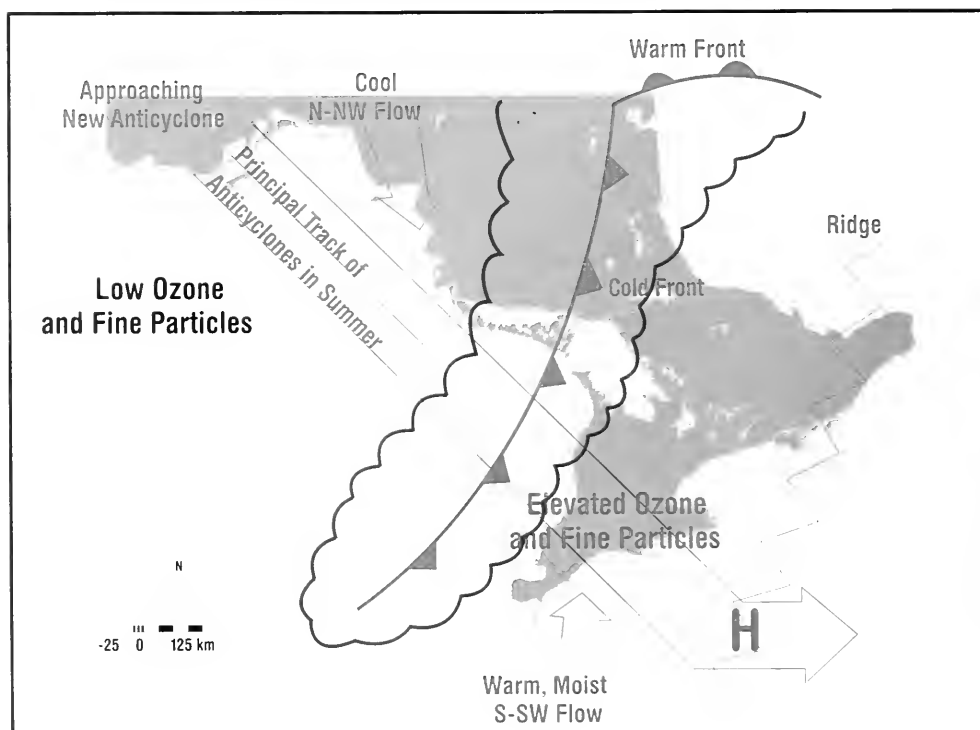 Warm Front
Approaching
New Anticyclone
Cool
N-NW Flow
Principal Track of
Anticyclones in Summer
Ridge
Low Ozone
and Fine Particles
Cold Front
Elevated Ozone
and Fine Particles
N
-25 0 125 km
H
Warm, Moist
S-SW Flow